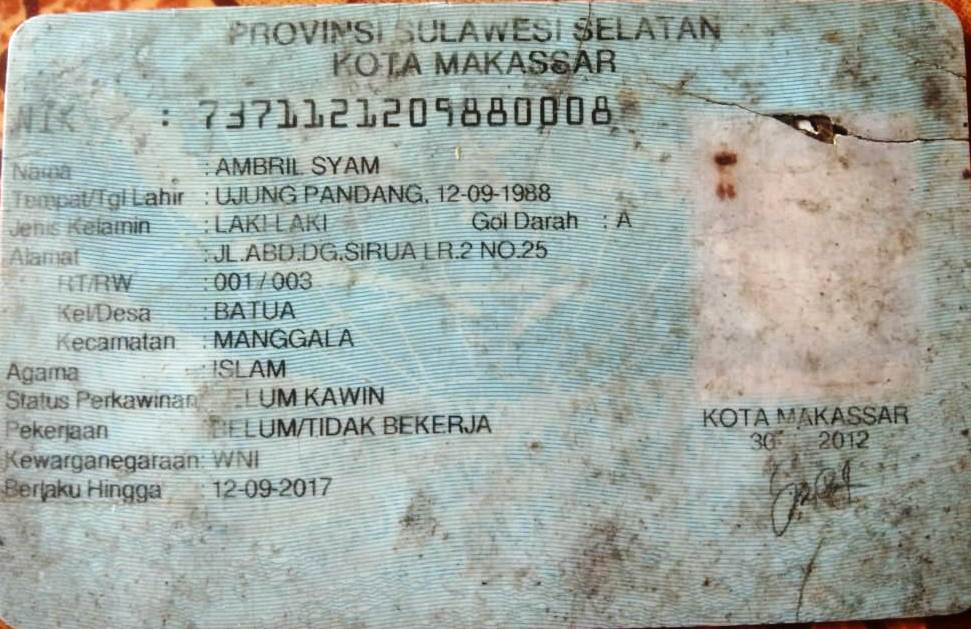 PROVINSI SULAWESI SELATAN
KOTA MAKASSAR
NIK : 7371121209880008
Nama : AMBRIL SYAM
Tempat/Tgl Lahir : UJUNG PANDANG, 12-09-1988
Jenis Kelamin : LAKI-LAKI Gol Darah : A
Alamat : JL.ABD.DG.SIRUA LR.2 NO.25
RT/RW : 001 / 003
Kel/Desa : BATUA
Kecamatan : MANGGALA
Agama : ISLAM
Status Perkawinan BELUM KAWIN
Pekerjaan BELUM/TIDAK BEKERJA
Kewarganegaraan: WNI
Berlaku Hingga : 12-09-2017
KOTA MAKASSAR
30 2012